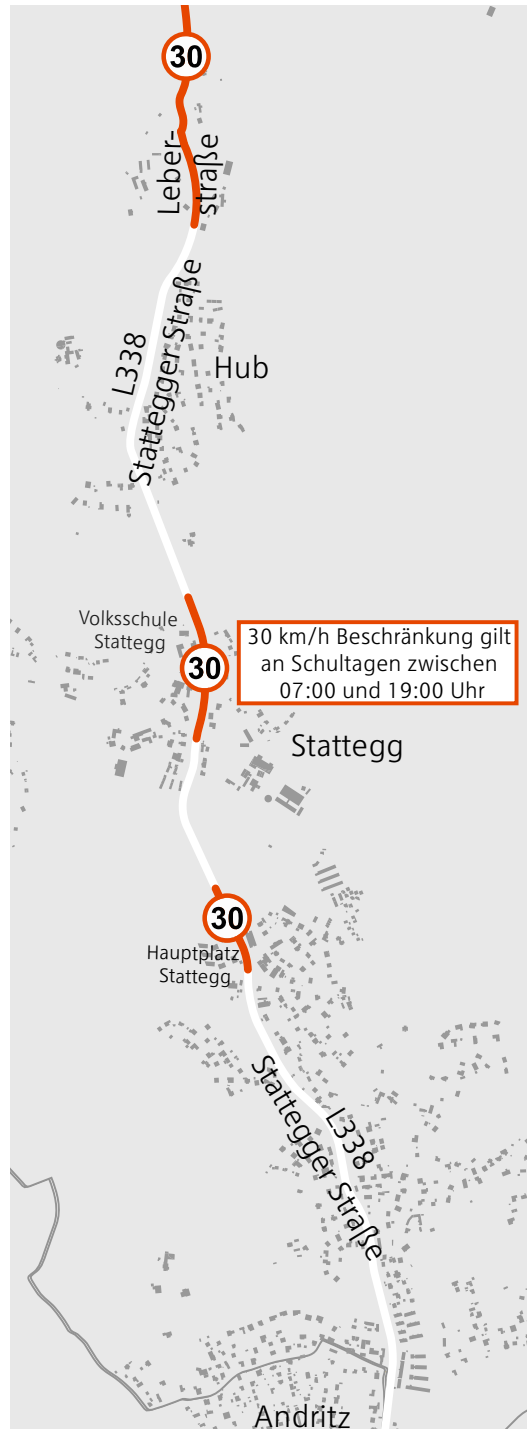 30
Leber-
straße
L338
Stattegger Straße
Hub
Volksschule
Stattegg
30
30 km/h Beschränkung gilt
an Schultagen zwischen
07:00 und 19:00 Uhr
Stattegg
30
Hauptplatz
Stattegg
L338
Stattegger Straße
Andritz